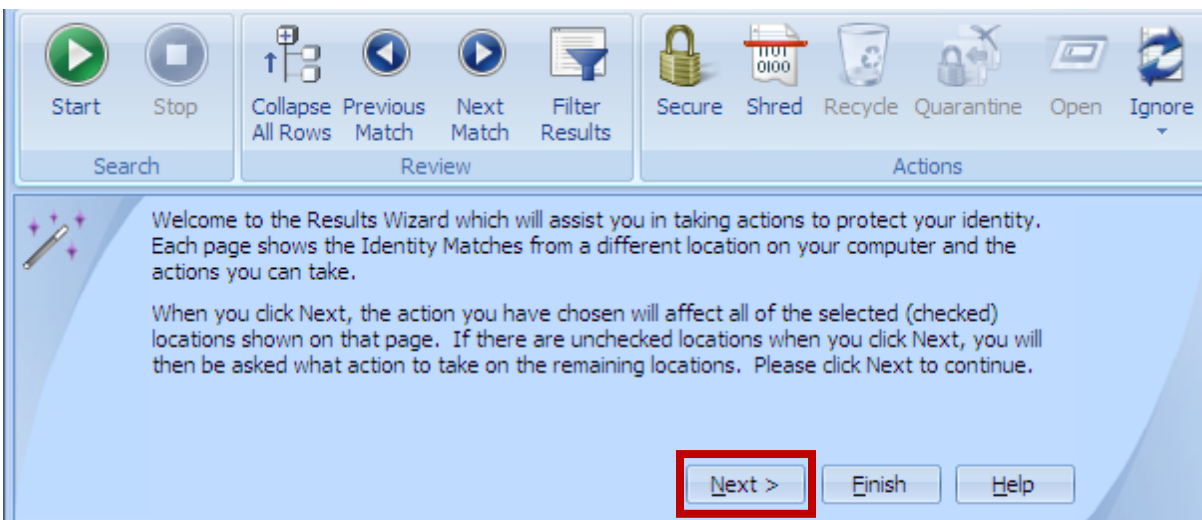 Start Stop Collapse All Rows Previous Match Next Match Filter Results Secure Shred Recycle Quarantine Open Ignore
1101
0100
Search Review Actions
Welcome to the Results Wizard which will assist you in taking actions to protect your identity.
Each page shows the Identity Matches from a different location on your computer and the
actions you can take.
When you click Next, the action you have chosen will affect all of the selected (checked)
locations shown on that page.  If there are unchecked locations when you click Next, you will
then be asked what action to take on the remaining locations.  Please click Next to continue.
Next > Finish Help